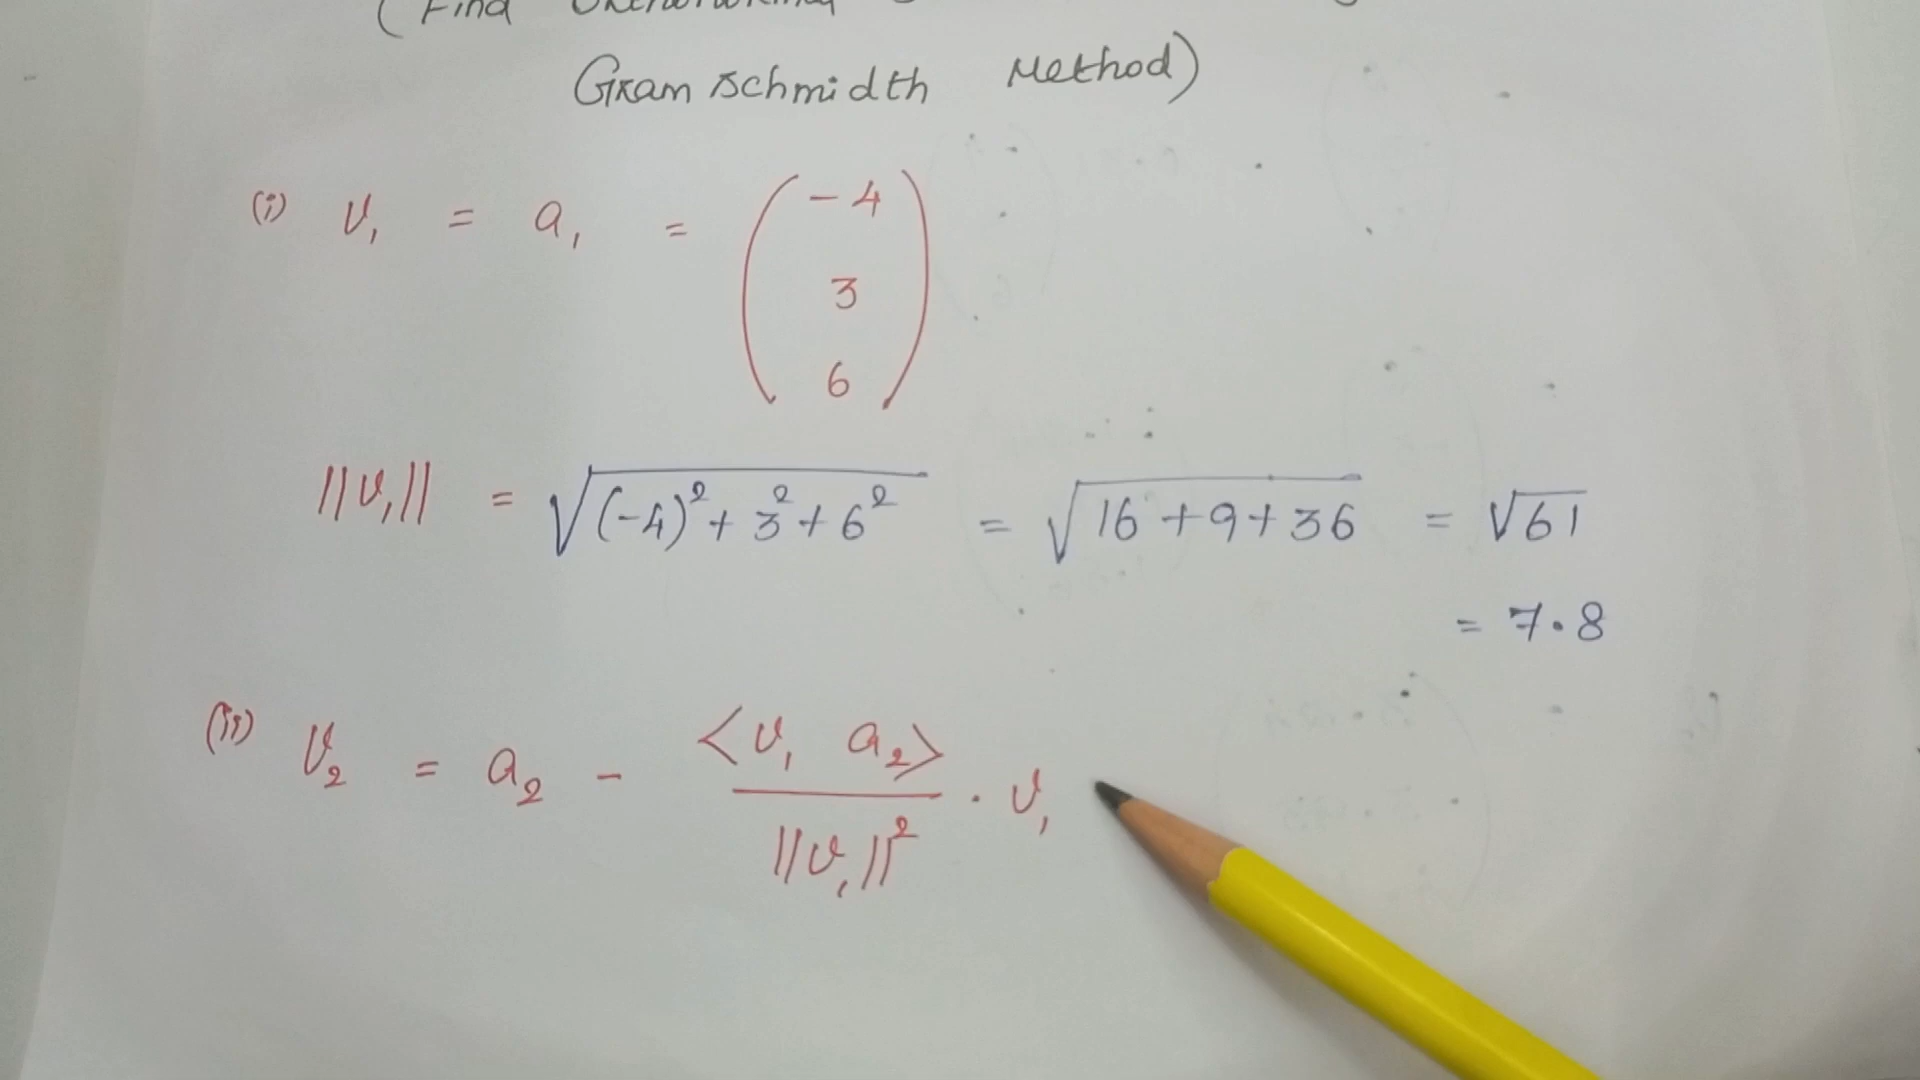 (Find
Gram Schmidth Method)
(i) v₁ = a₁ = ( -4
3
6 )
||v₁|| = √(-4)² + 3² + 6² = √16 + 9 + 36 = √61
= 7.8
(ii) v₂ = a₂ - <v₁ a₂> / ||v₁||² . v₁